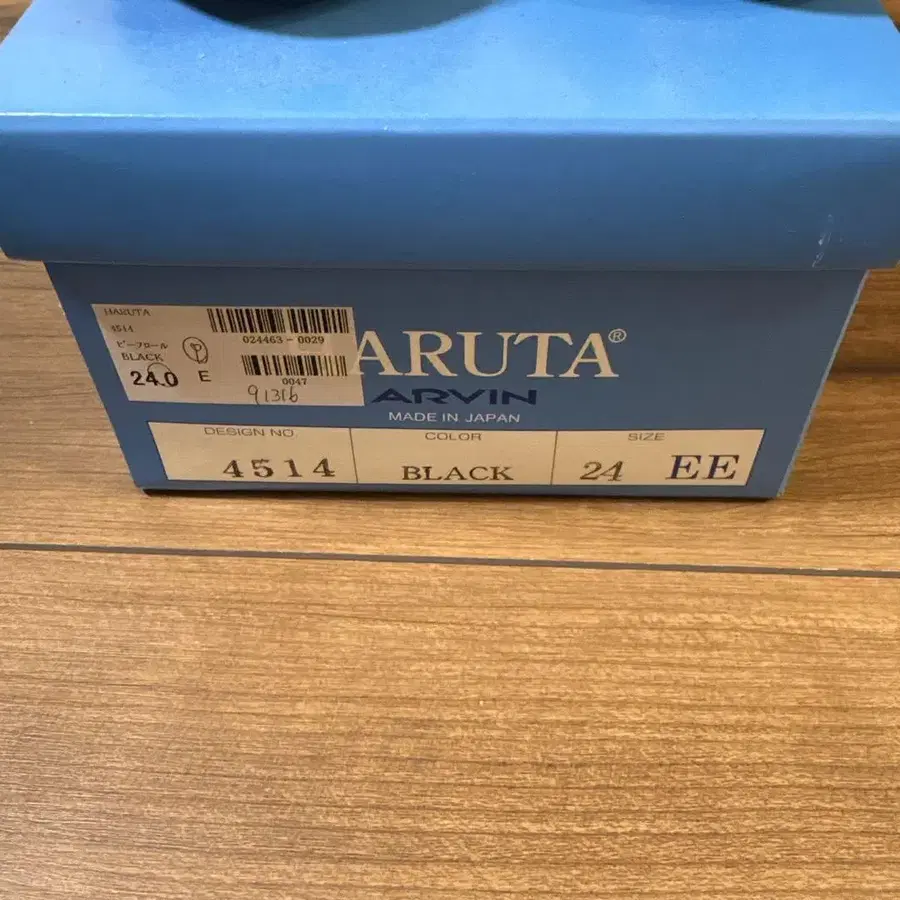 HARUTA
4514
ビーフロール
BLACK
24.0 E
024463-0029
0047
91316
ARUTA®
ARVIN
MADE IN JAPAN
DESIGN NO.
4514
COLOR
BLACK
SIZE
24 EE